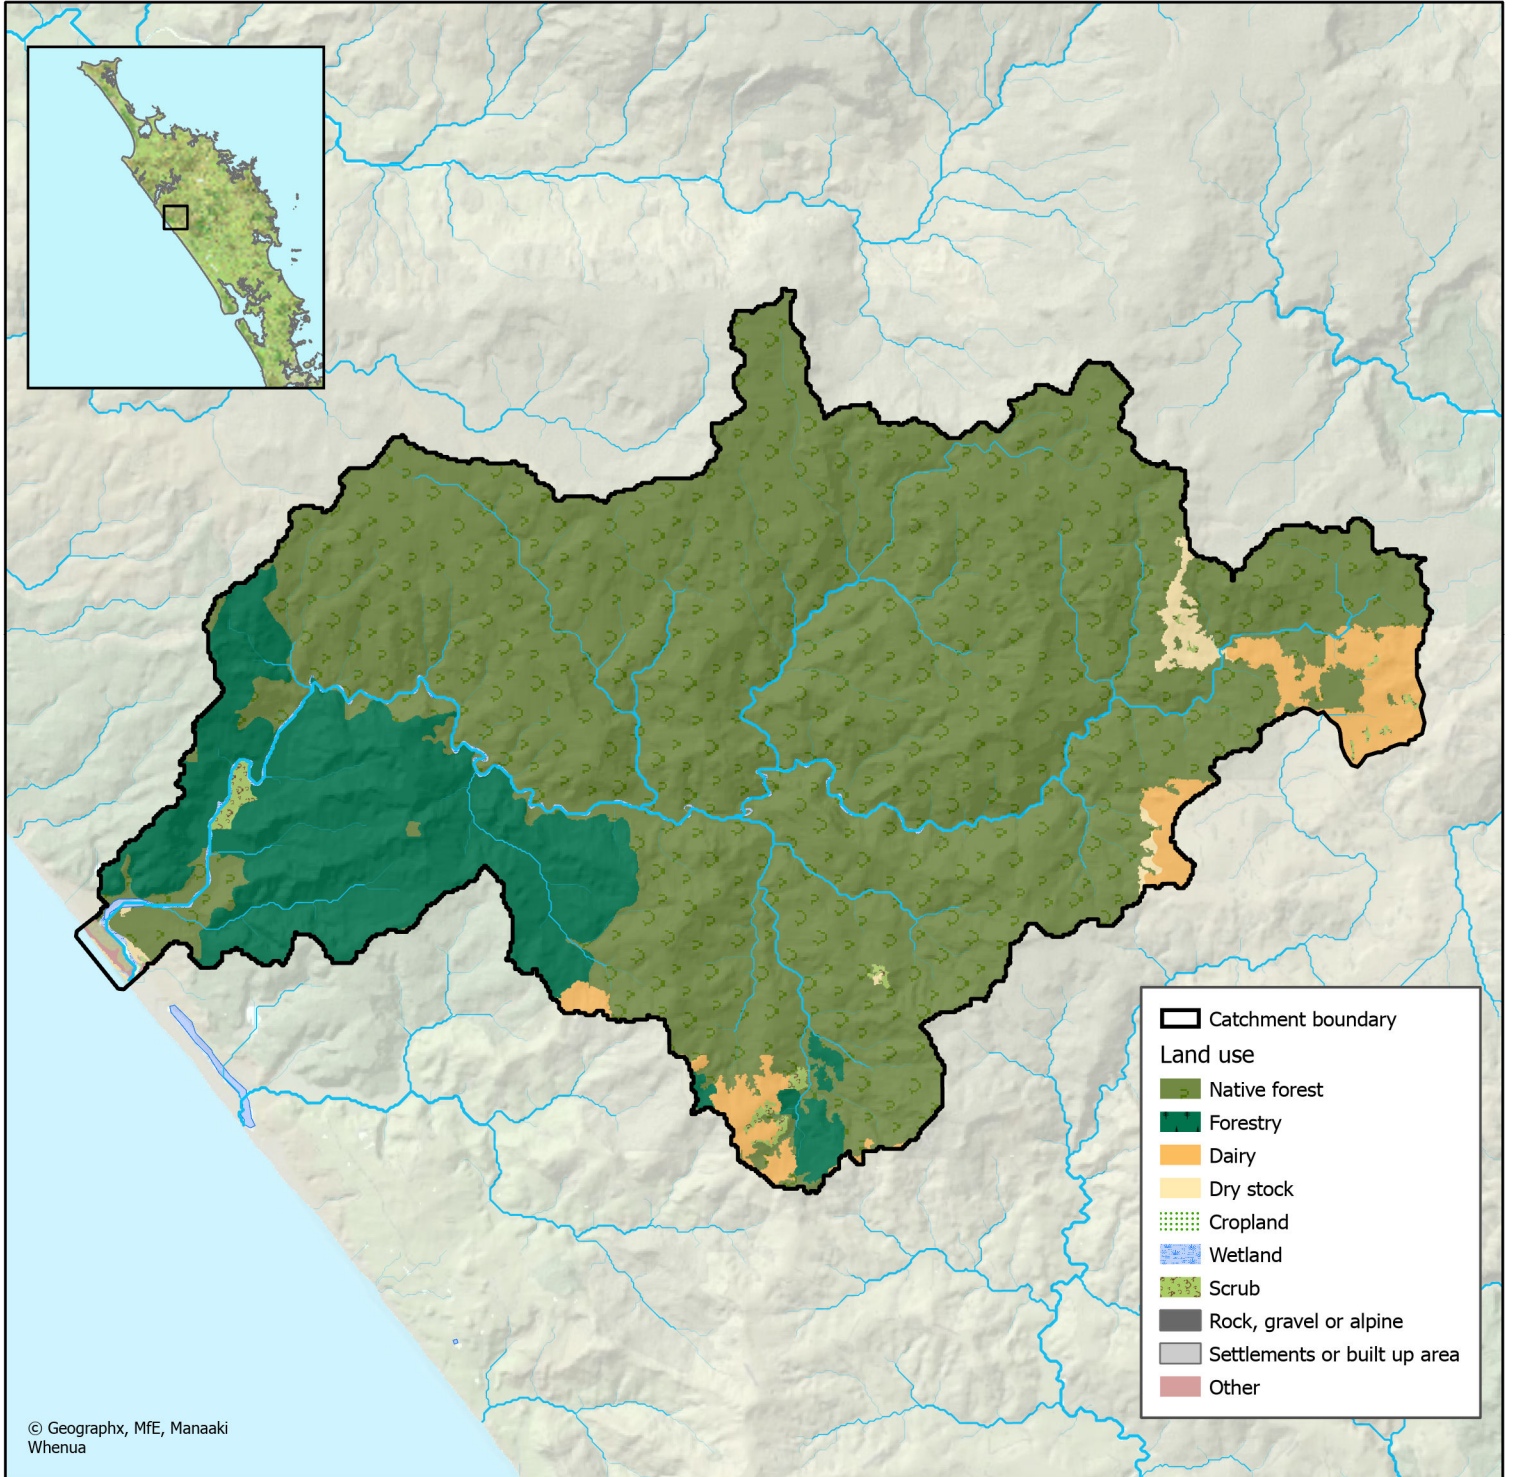 Catchment boundary
Land use
Native forest
Forestry
Dairy
Dry stock
Cropland
Wetland
Scrub
Rock, gravel or alpine
Settlements or built up area
Other
© Geographx, MfE, Manaaki
Whenua